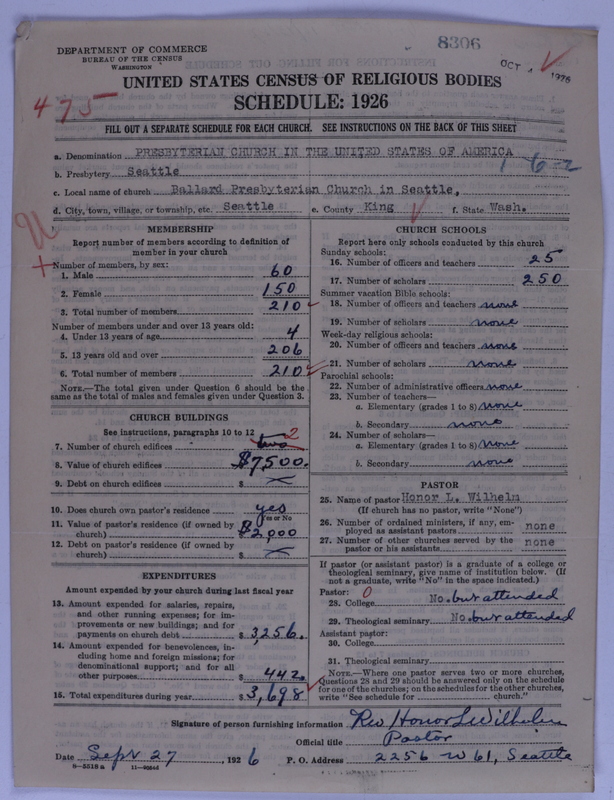 8306
DEPARTMENT OF COMMERCE
BUREAU OF THE CENSUS
WASHINGTON
OCT 4 1926
UNITED STATES CENSUS OF RELIGIOUS BODIES
475
SCHEDULE: 1926
FILL OUT A SEPARATE SCHEDULE FOR EACH CHURCH. SEE INSTRUCTIONS ON THE BACK OF THIS SHEET
a. Denomination PRESBYTERIAN CHURCH IN THE UNITED STATES OF AMERICA
1-6-2
b. Presbytery Seattle
c. Local name of church Ballard Presbyterian Church in Seattle,
d. City, town, village, or township, etc. Seattle e. County King f. State Wash.
MEMBERSHIP
Report number of members according to definition of
member in your church
Number of members, by sex:
1. Male 60
2. Female 150
3. Total number of members 210
Number of members under and over 13 years old:
4. Under 13 years of age 4
5. 13 years old and over 206
6. Total number of members 210
NOTE.—The total given under Question 6 should be
same as the total of males and females given under Question 3.
CHURCH BUILDINGS
See instructions, paragraphs 10 to 12
7. Number of church edifices two 2
8. Value of church edifices $7500.
9. Debt on church edifices $
10. Does church own pastor's residence yes
Yes or No
11. Value of pastor's residence (if owned by
church) $2,000
12. Debt on pastor's residence (if owned by
church) $
EXPENDITURES
Amount expended by your church during last fiscal year
13. Amount expended for salaries, repairs,
and other running expenses; for im-
provements or new buildings; and for
payments on church debt $3,256.
14. Amount expended for benevolences, in-
cluding home and foreign missions; for
denominational support; and for all
other purposes $442.
15. Total expenditures during year $3,698
CHURCH SCHOOLS
Report here only schools conducted by this church
Sunday schools:
16. Number of officers and teachers 25
17. Number of scholars 250
Summer vacation Bible schools:
18. Number of officers and teachers none
19. Number of scholars none
Week-day religious schools:
20. Number of officers and teachers none
21. Number of scholars none
Parochial schools:
22. Number of administrative officers none
23. Number of teachers—
a. Elementary (grades 1 to 8) none
b. Secondary none
24. Number of scholars—
a. Elementary (grades 1 to 8) none
b. Secondary none
PASTOR
25. Name of pastor Honor L. Wilhelm
(If church has no pastor, write "None")
26. Number of ordained ministers, if any, em-
ployed as assistant pastors none
27. Number of other churches served by the
pastor or his assistants none
If pastor (or assistant pastor) is a graduate of a college or
theological seminary, give name of institution below. (If
not a graduate, write "No" in the space indicated.)
Pastor: 0
28. College No. but attended
29. Theological seminary No. but attended
Assistant pastor:
30. College
31. Theological seminary
NOTE.—Where one pastor serves two or more churches,
Questions 28 and 29 should be answered only on the schedule
for one of the churches; on the schedules for the other churches,
write "See schedule for church."
Signature of person furnishing information Rev Honor L Wilhelm
Official title Pastor
Date Sept 27, 1926 P. O. Address 2256 W 61, Seattle
8—5518a